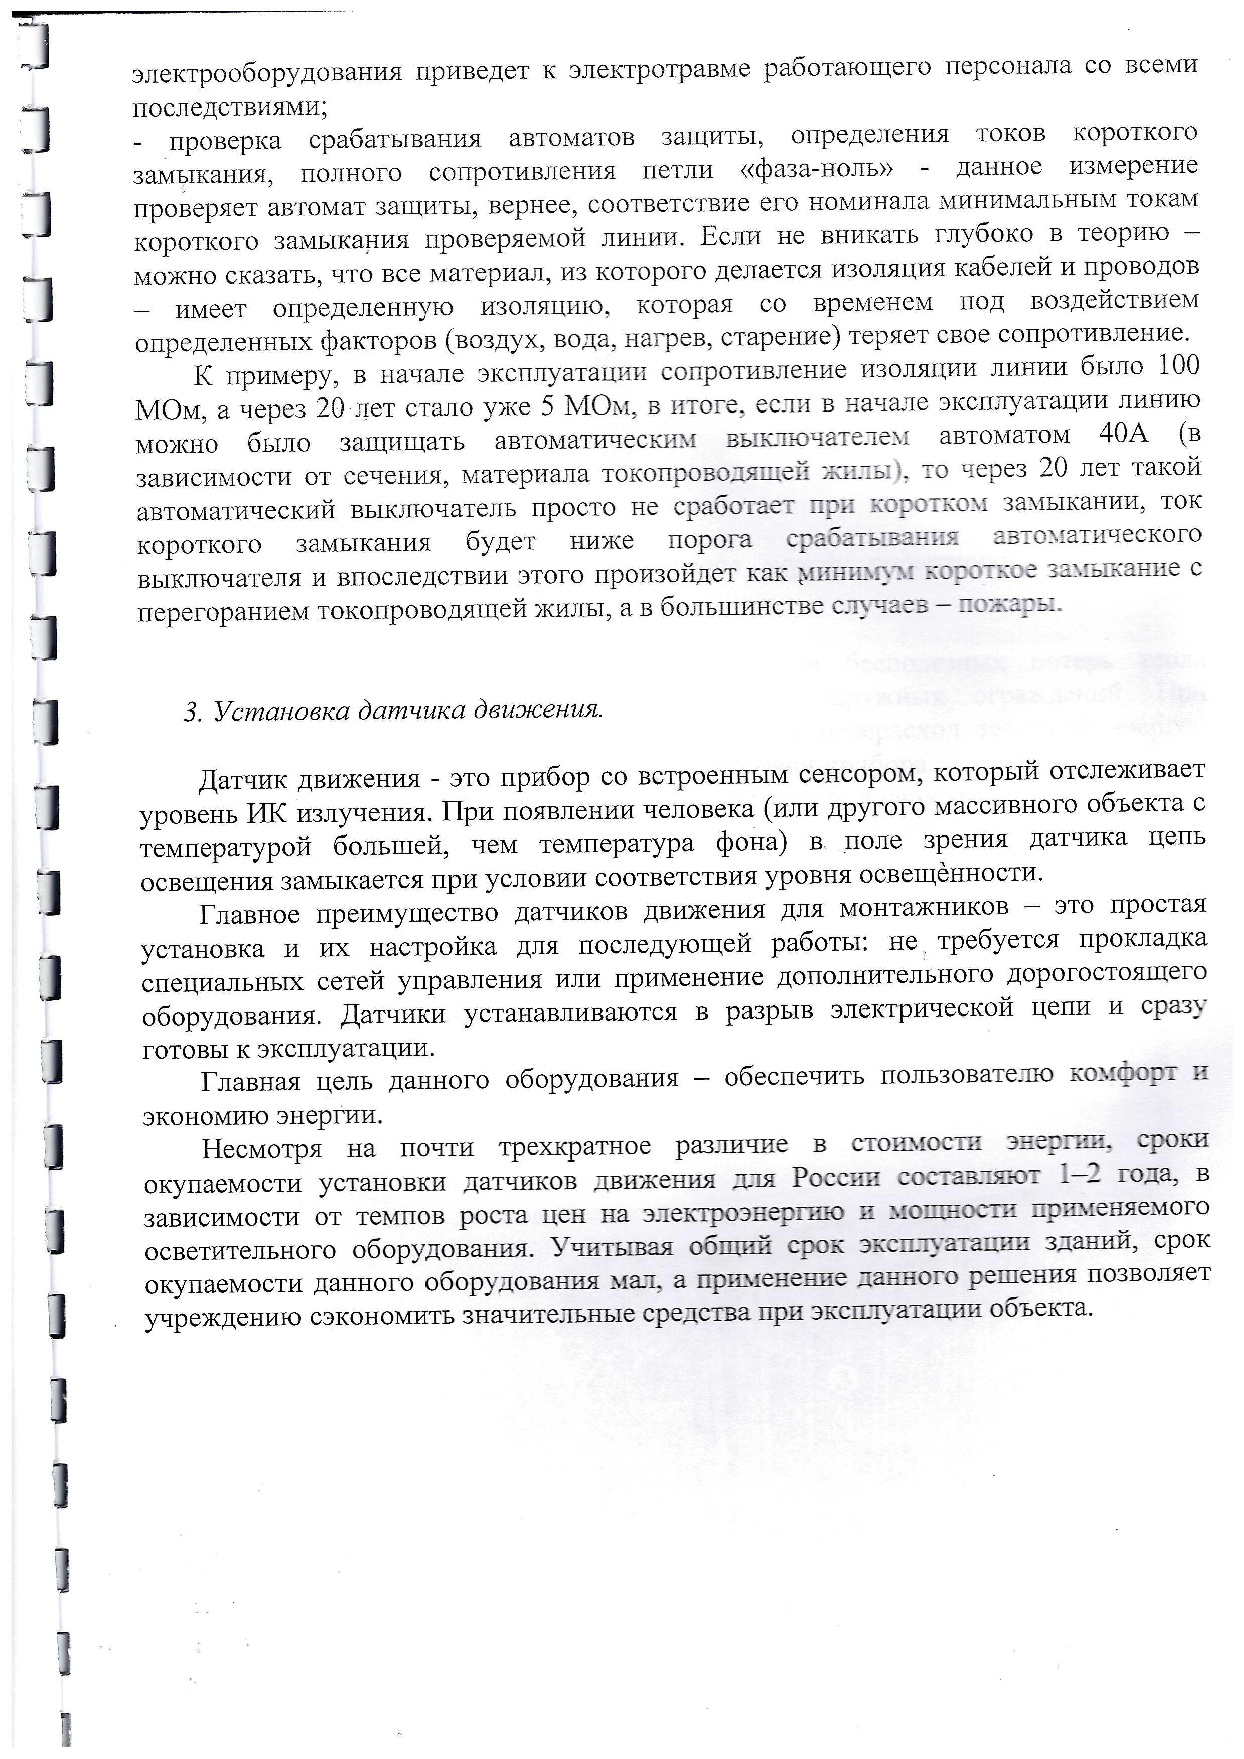 электрооборудования приведет к электротравме работающего персонала со всеми
последствиями;
- проверка срабатывания автоматов защиты, определения токов короткого
замыкания, полного сопротивления петли «фаза-ноль» - данное измерение
проверяет автомат защиты, вернее, соответствие его номинала минимальным токам
короткого замыкания проверяемой линии. Если не вникать глубоко в теорию –
можно сказать, что все материал, из которого делается изоляция кабелей и проводов
– имеет определенную изоляцию, которая со временем под воздействием
определенных факторов (воздух, вода, нагрев, старение) теряет свое сопротивление.
К примеру, в начале эксплуатации сопротивление изоляции линии было 100
МОм, а через 20 лет стало уже 5 МОм, в итоге, если в начале эксплуатации линию
можно было защищать автоматическим выключателем автоматом 40А (в
зависимости от сечения, материала токопроводящей жилы), то через 20 лет такой
автоматический выключатель просто не сработает при коротком замыкании, ток
короткого замыкания будет ниже порога срабатывания автоматического
выключателя и впоследствии этого произойдет как минимум короткое замыкание с
перегоранием токопроводящей жилы, а в большинстве случаев – пожары.
бесполезных потерь
ограждений При
3. Установка датчика движения.
Датчик движения - это прибор со встроенным сенсором, который отслеживает
уровень ИК излучения. При появлении человека (или другого массивного объекта с
температурой большей, чем температура фона) в поле зрения датчика цепь
освещения замыкается при условии соответствия уровня освещённости.
Главное преимущество датчиков движения для монтажников – это простая
установка и их настройка для последующей работы: не требуется прокладка
специальных сетей управления или применение дополнительного дорогостоящего
оборудования. Датчики устанавливаются в разрыв электрической цепи и сразу
готовы к эксплуатации.
Главная цель данного оборудования – обеспечить пользователю комфорт и
экономию энергии.
Несмотря на почти трехкратное различие в стоимости энергии, сроки
окупаемости установки датчиков движения для России составляют 1–2 года, в
зависимости от темпов роста цен на электроэнергию и мощности применяемого
осветительного оборудования. Учитывая общий срок эксплуатации зданий, срок
окупаемости данного оборудования мал, а применение данного решения позволяет
учреждению сэкономить значительные средства при эксплуатации объекта.